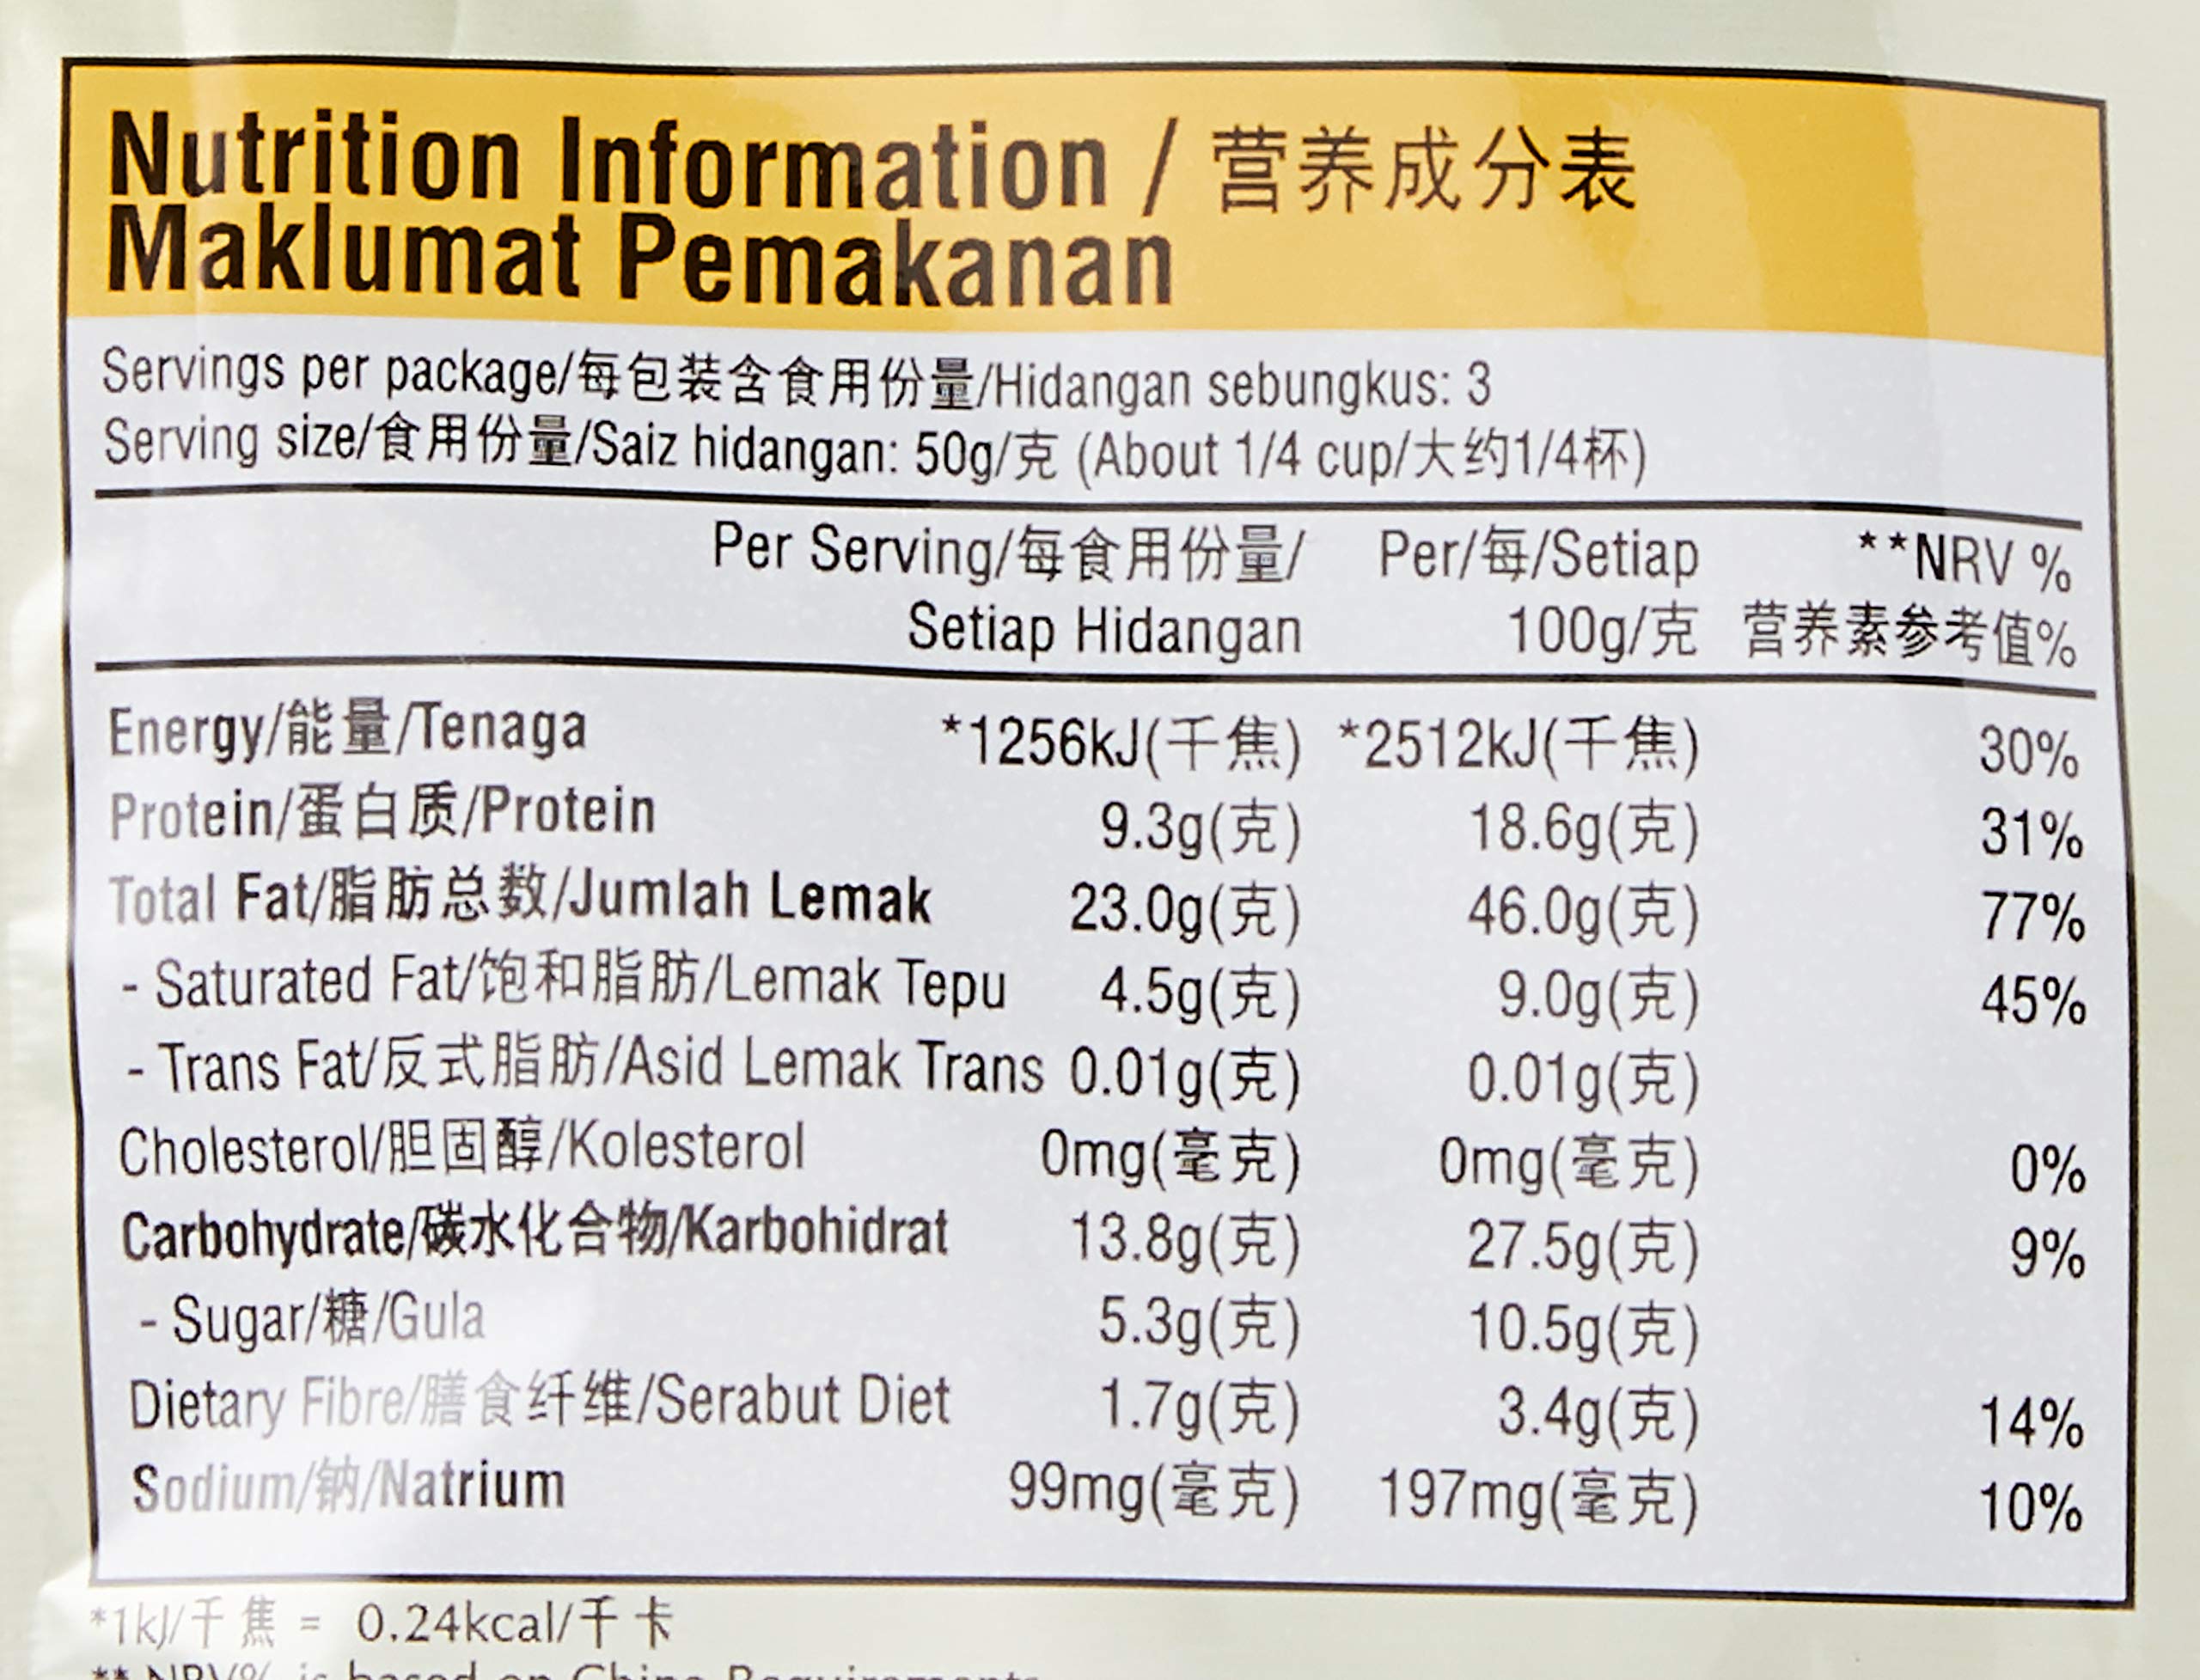 Nutrition Information / 营养成分表
Maklumat Pemakanan
Servings per package/每包装含食用份量/Hidangan sebungkus: 3
Serving size/食用份量/Saiz hidangan: 50g/克 (About 1/4 cup/大约1/4杯)
Per Serving/每食用份量/ Per/每/Setiap **NRV %
Setiap Hidangan 100g/克 营养素参考值%
Energy/能量/Tenaga *1256kJ(千焦) *2512kJ(千焦) 30%
Protein/蛋白质/Protein 9.3g(克) 18.6g(克) 31%
Total Fat/脂肪总数/Jumlah Lemak 23.0g(克) 46.0g(克) 77%
- Saturated Fat/饱和脂肪/Lemak Tepu 4.5g(克) 9.0g(克) 45%
- Trans Fat/反式脂肪/Asid Lemak Trans 0.01g(克) 0.01g(克)
Cholesterol/胆固醇/Kolesterol 0mg(毫克) 0mg(毫克) 0%
Carbohydrate/碳水化合物/Karbohidrat 13.8g(克) 27.5g(克) 9%
- Sugar/糖/Gula 5.3g(克) 10.5g(克)
Dietary Fibre/膳食纤维/Serabut Diet 1.7g(克) 3.4g(克) 14%
Sodium/钠/Natrium 99mg(毫克) 197mg(毫克) 10%
*1kJ/千焦 = 0.24kcal/千卡
** NRV% is based on China Requirements